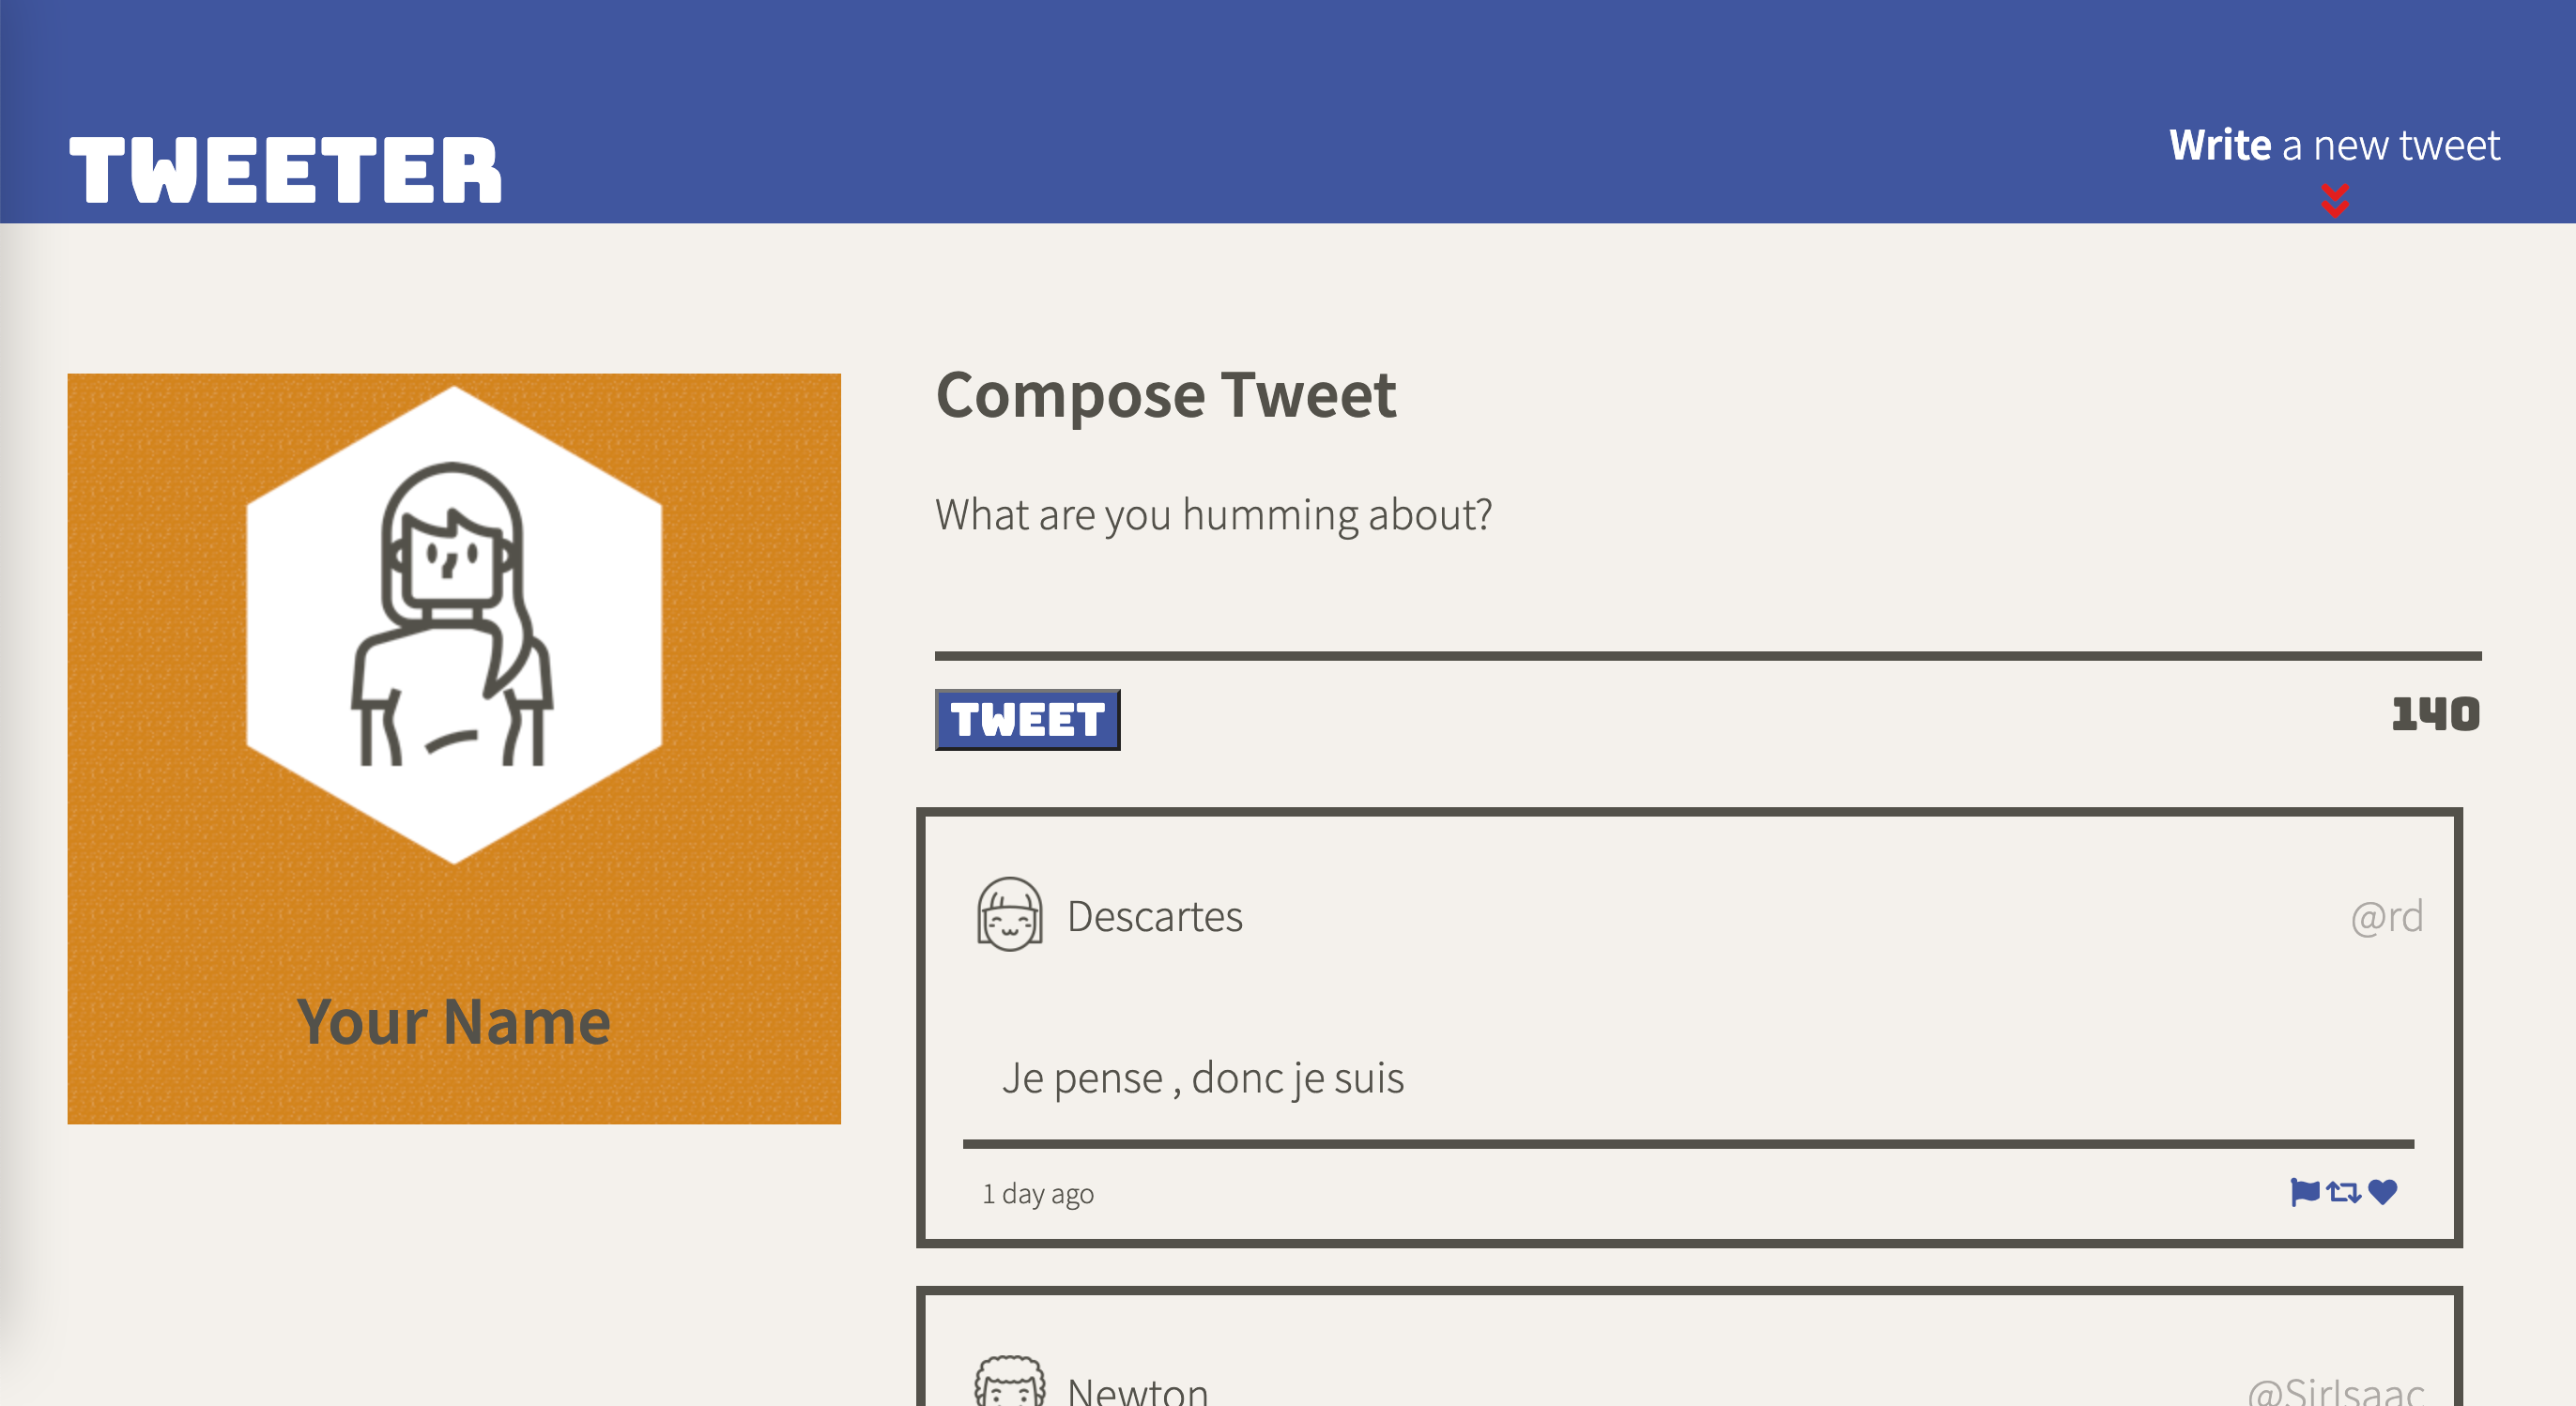 TWEETER
Write a new tweet
Your Name
Compose Tweet
What are you humming about?
TWEET
140
Descartes
@rd
Je pense , donc je suis
1 day ago
Newton
@SirIsaac